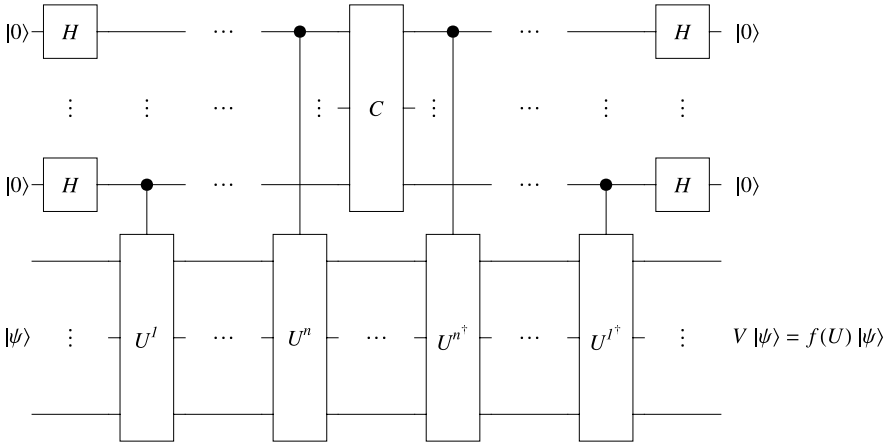 |0⟩ H ⋯ ⋯ H |0⟩
⋮ ⋮ ⋯ ⋮ C ⋮ ⋯ ⋮ ⋮
|0⟩ H ⋯ ⋯ H |0⟩
|ψ⟩ ⋮ U^1 ⋯ U^n ⋯ U^{n^†} ⋯ U^{1^†} ⋮ V |ψ⟩ = f(U) |ψ⟩